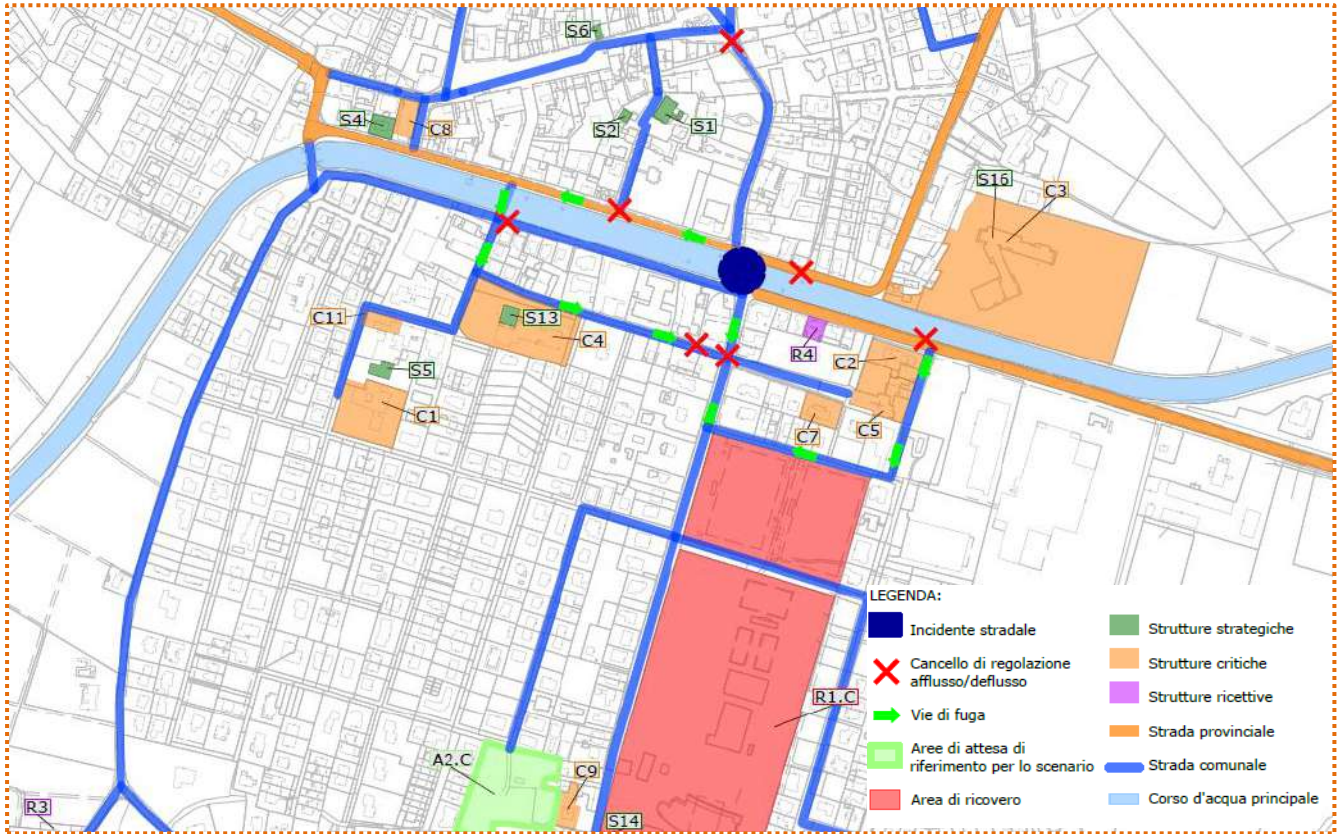 S6
S4
C8
S2
S1
S16
C3
C11
S13
C4
R4
C2
S5
C1
C7
C5
R1.C
A2.C
C9
R3
S14
LEGENDA:
Incidente stradale
Cancello di regolazione
afflusso/deflusso
Vie di fuga
Aree di attesa di
riferimento per lo scenario
Area di ricovero
Strutture strategiche
Strutture critiche
Strutture ricettive
Strada provinciale
Strada comunale
Corso d'acqua principale